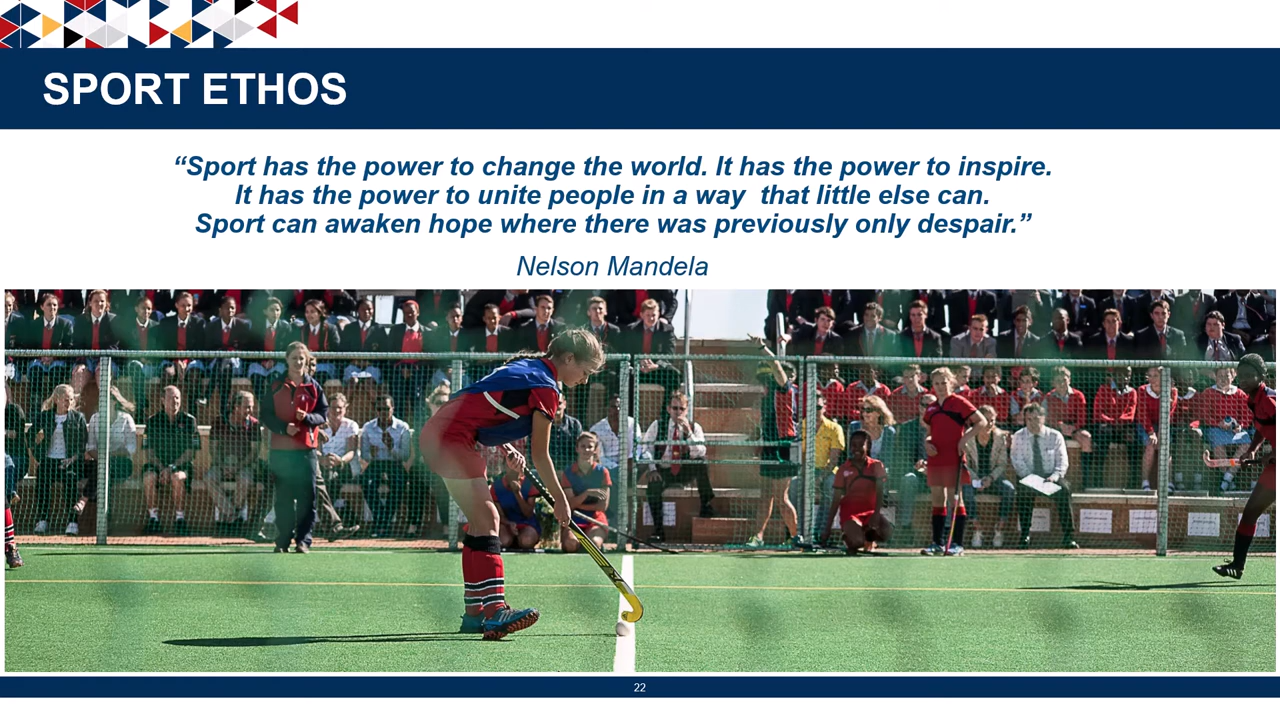 SPORT ETHOS
“Sport has the power to change the world. It has the power to inspire.
It has the power to unite people in a way  that little else can.
Sport can awaken hope where there was previously only despair.”
Nelson Mandela
22